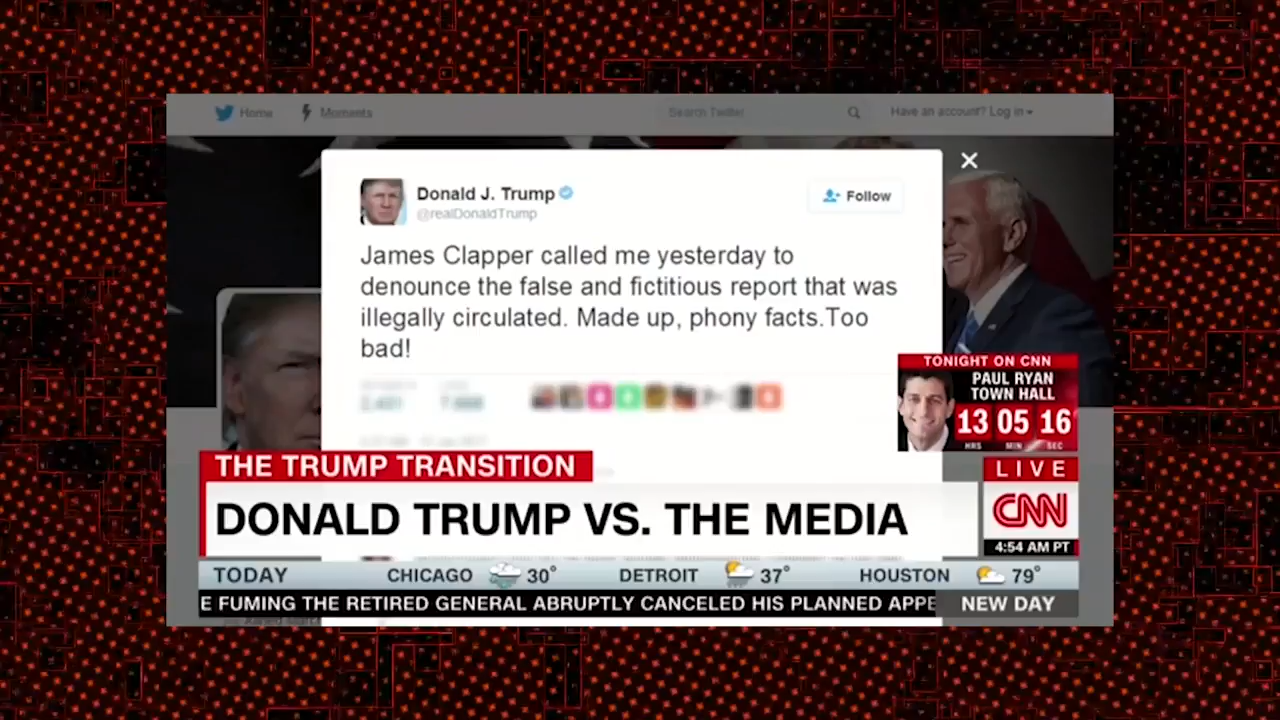 Home
Moments
Search Twitter
Have an account? Log in
Donald J. Trump
@realDonaldTrump
Follow
James Clapper called me yesterday to
denounce the false and fictitious report that was
illegally circulated. Made up, phony facts.Too
bad!
TONIGHT ON CNN
PAUL RYAN
TOWN HALL
13 05 16
HRS MIN SEC
THE TRUMP TRANSITION
LIVE
DONALD TRUMP VS. THE MEDIA
CNN
4:54 AM PT
TODAY CHICAGO 30° DETROIT 37° HOUSTON 79°
E FUMING THE RETIRED GENERAL ABRUPTLY CANCELED HIS PLANNED APPE
NEW DAY